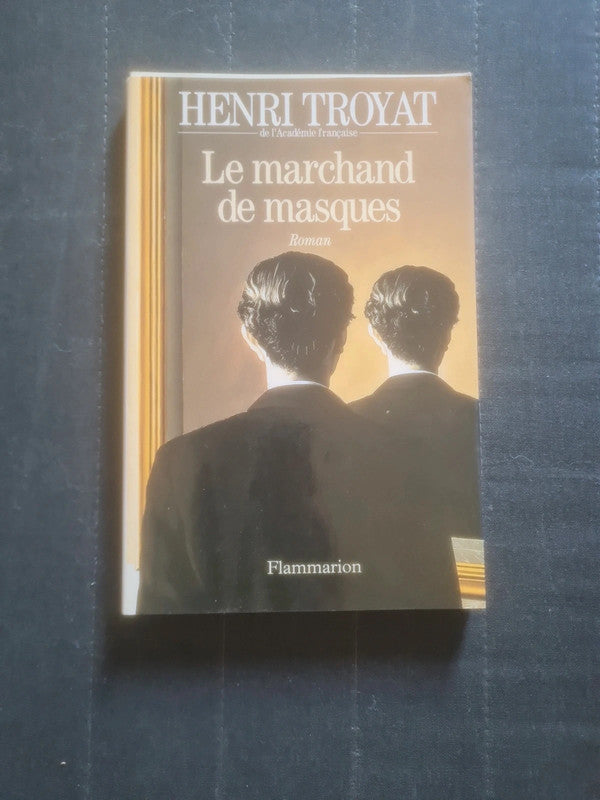 HENRI TROYAT
de l'Académie française
Le marchand
de masques
Roman
Flammarion